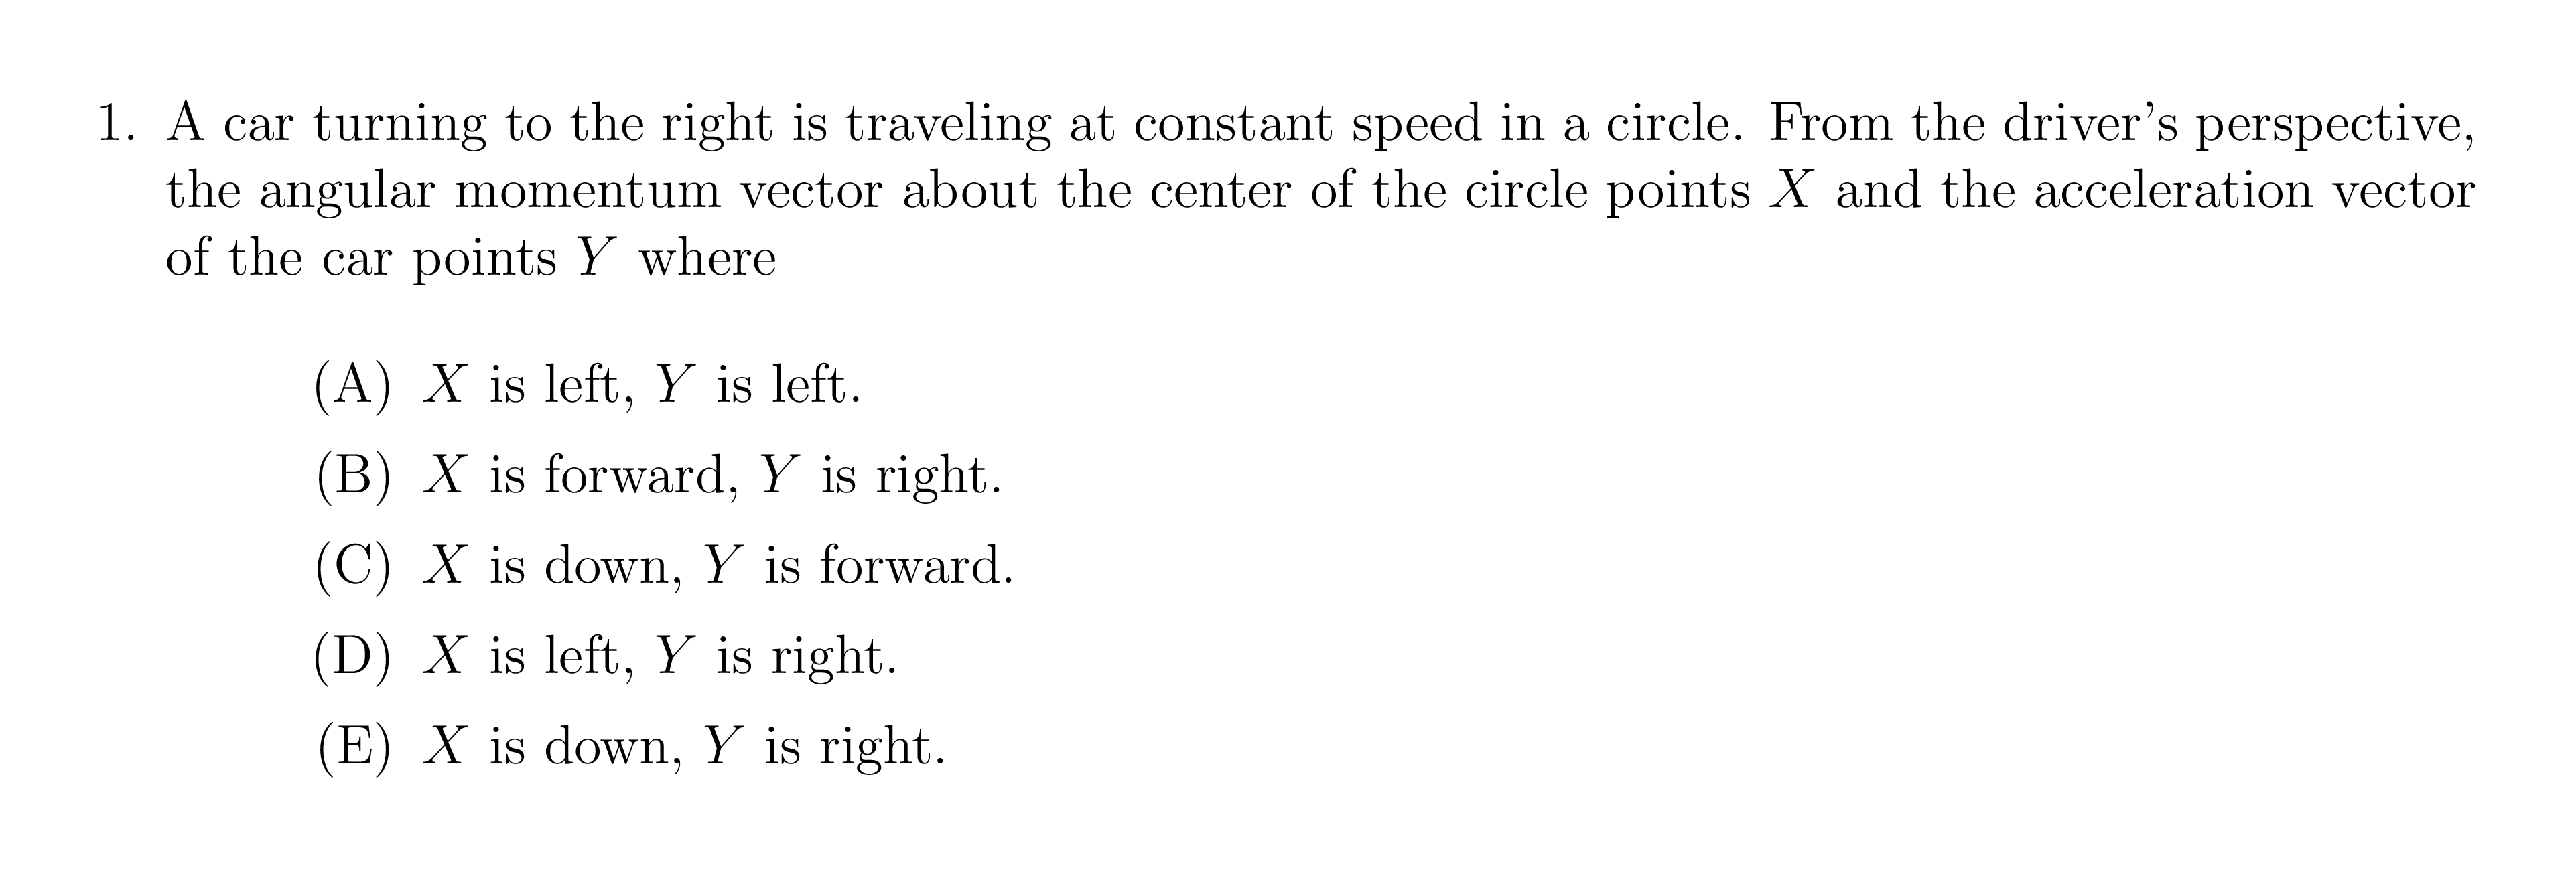 1. A car turning to the right is traveling at constant speed in a circle. From the driver's perspective,
the angular momentum vector about the center of the circle points X and the acceleration vector
of the car points Y where
(A) X is left, Y is left.
(B) X is forward, Y is right.
(C) X is down, Y is forward.
(D) X is left, Y is right.
(E) X is down, Y is right.